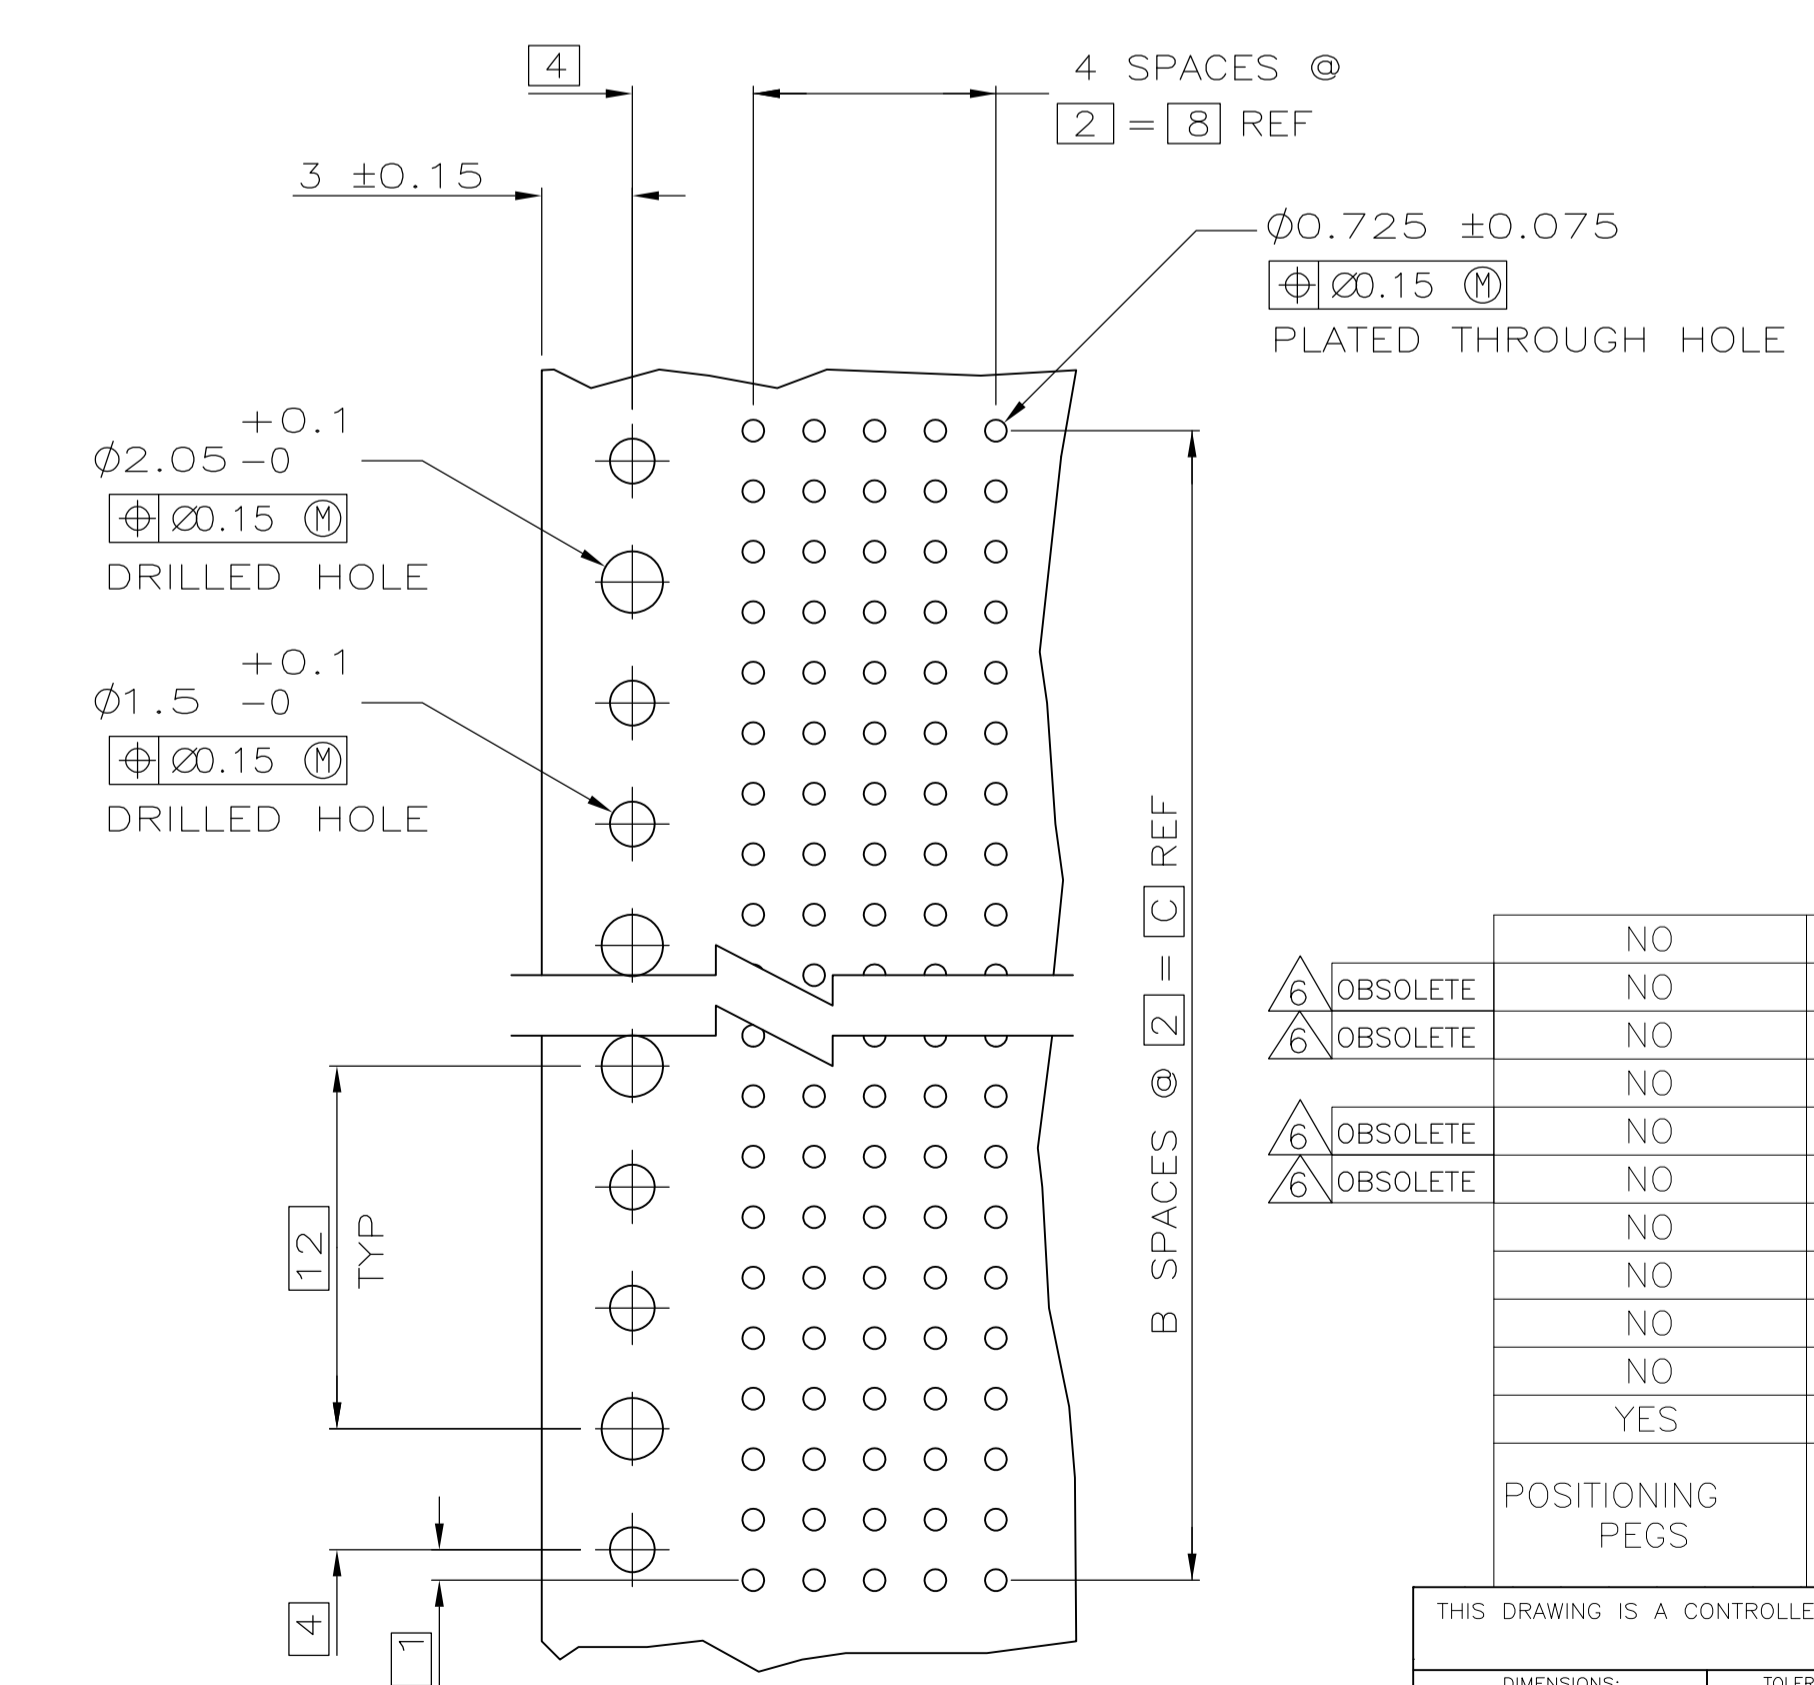 4
4 SPACES @
2 = 8 REF
3 ±0.15
Ø0.725 ±0.075
⌖ Ø0.15 Ⓜ
PLATED THROUGH HOLE
+0.1
Ø2.05 -0
⌖ Ø0.15 Ⓜ
DRILLED HOLE
+0.1
Ø1.5 -0
⌖ Ø0.15 Ⓜ
DRILLED HOLE
B SPACES @ 2 = C REF
12
TYP
4
1
NO
6 OBSOLETE NO
6 OBSOLETE NO
NO
6 OBSOLETE NO
6 OBSOLETE NO
NO
NO
NO
NO
YES
POSITIONING
PEGS
THIS DRAWING IS A CONTROLLE
DIMENSIONS: TOLER